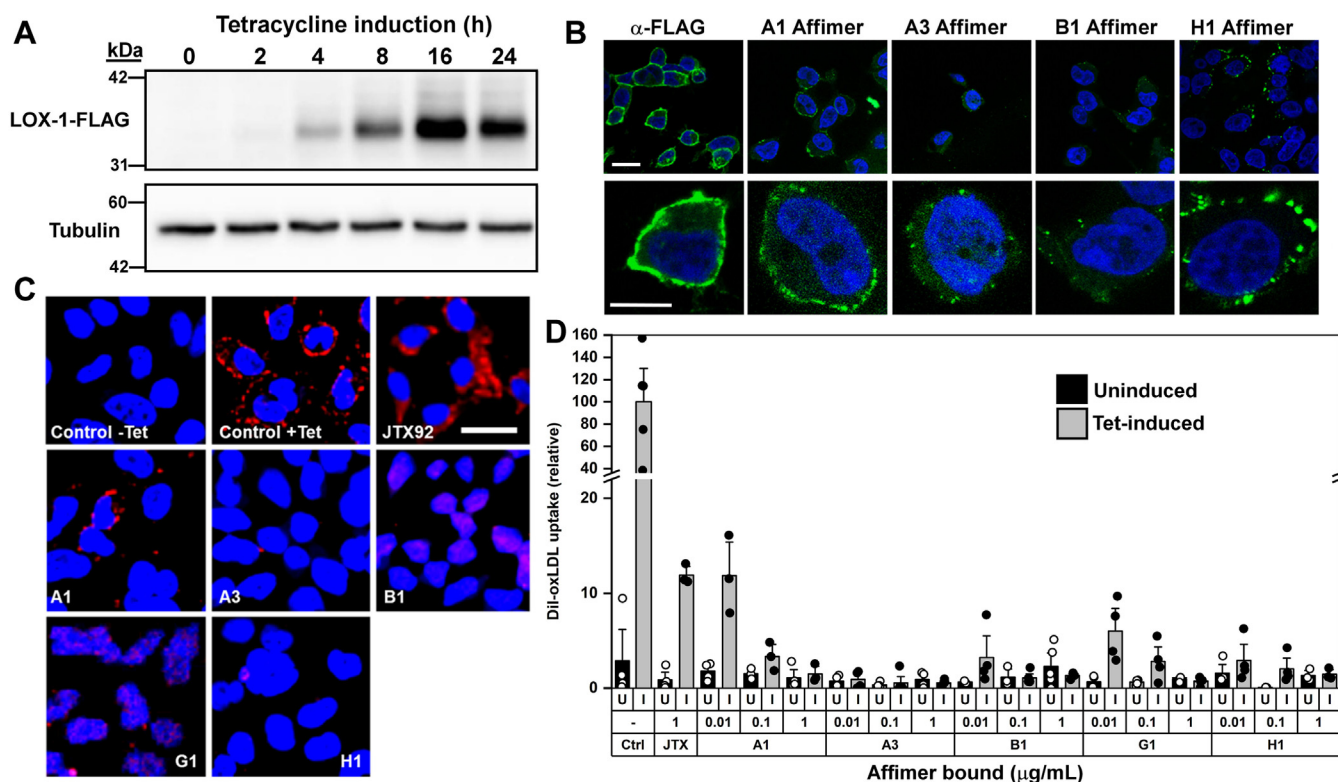 A
Tetracycline induction (h)
kDa
0 2 4 8 16 24
42
LOX-1-FLAG
31
60
Tubulin
42
B
α-FLAG A1 Affimer A3 Affimer B1 Affimer H1 Affimer
C
Control -Tet Control +Tet JTX92
A1 A3 B1
G1 H1
D
160
140
120
100
80
60
40
20
10
0
DiI-oxLDL uptake (relative)
Uninduced
Tet-induced
U I U I U I U I U I U I U I U I U I U I U I U I U I U I U I U I U I
- 1 0.01 0.1 1 0.01 0.1 1 0.01 0.1 1 0.01 0.1 1 0.01 0.1 1
Ctrl JTX A1 A3 B1 G1 H1
Affimer bound (µg/mL)